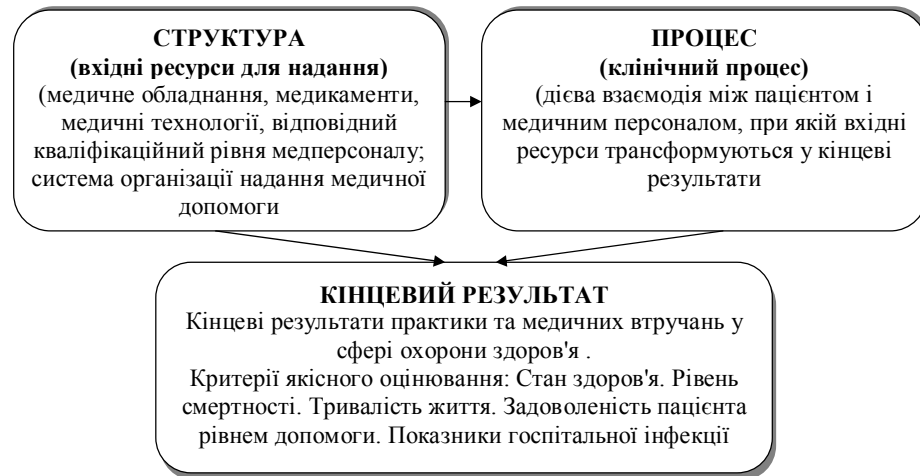 СТРУКТУРА
(вхідні ресурси для надання)
(медичне обладнання, медикаменти,
медичні технології, відповідний
кваліфікаційний рівня медперсоналу;
система організації надання медичної
допомоги
ПРОЦЕС
(клінічний процес)
(дієва взаємодія між пацієнтом і
медичним персоналом, при якій вхідні
ресурси трансформуються у кінцеві
результати
КІНЦЕВИЙ РЕЗУЛЬТАТ
Кінцеві результати практики та медичних втручань у
сфері охорони здоров'я .
Критерії якісного оцінювання: Стан здоров'я. Рівень
смертності. Тривалість життя. Задоволеність пацієнта
рівнем допомоги. Показники госпітальної інфекції